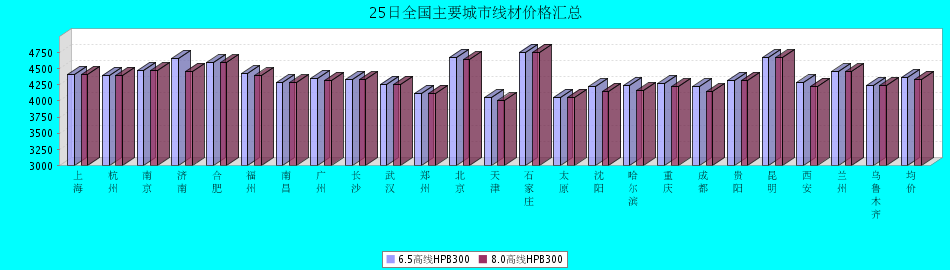 25日全国主要城市线材价格汇总
4750
4500
4250
4000
3750
3500
3250
3000
上海 杭州 南京 济南 合肥 福州 南昌 广州 长沙 武汉 郑州 北京 天津 石家庄 太原 沈阳 哈尔滨 重庆 成都 贵阳 昆明 西安 兰州 乌鲁木齐 均价
6.5高线HPB300 8.0高线HPB300